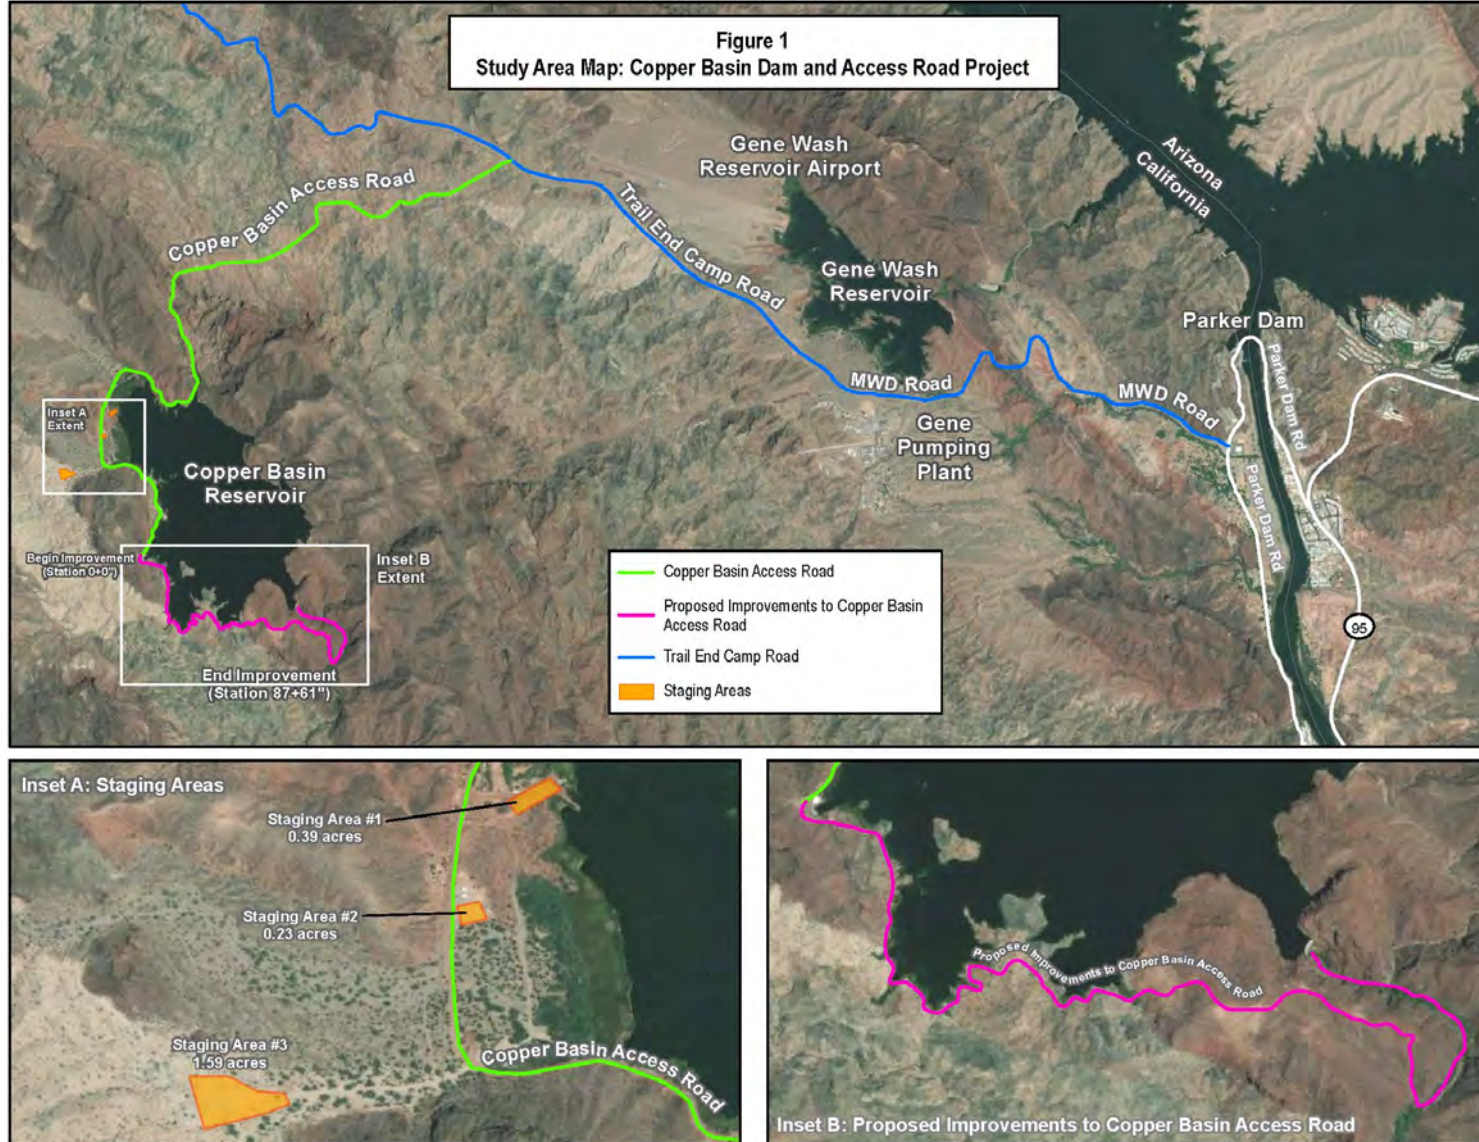 Figure 1
Study Area Map: Copper Basin Dam and Access Road Project
Gene Wash
Reservoir Airport
Arizona
California
Copper Basin Access Road
Trail End Camp Road
Gene Wash
Reservoir
Parker Dam
Parker Dam Rd
MWD Road
MWD Road
Inset A
Extent
Gene
Pumping
Plant
Copper Basin
Reservoir
Parker Dam Rd
Begin Improvement
(Station 0+0")
Inset B
Extent
95
End Improvement
(Station 87+61")
Copper Basin Access Road
Proposed Improvements to Copper Basin
Access Road
Trail End Camp Road
Staging Areas
Inset A: Staging Areas
Staging Area #1
0.39 acres
Staging Area #2
0.23 acres
Staging Area #3
1.59 acres
Copper Basin Access Road
Proposed Improvements to Copper Basin Access Road
Inset B: Proposed Improvements to Copper Basin Access Road